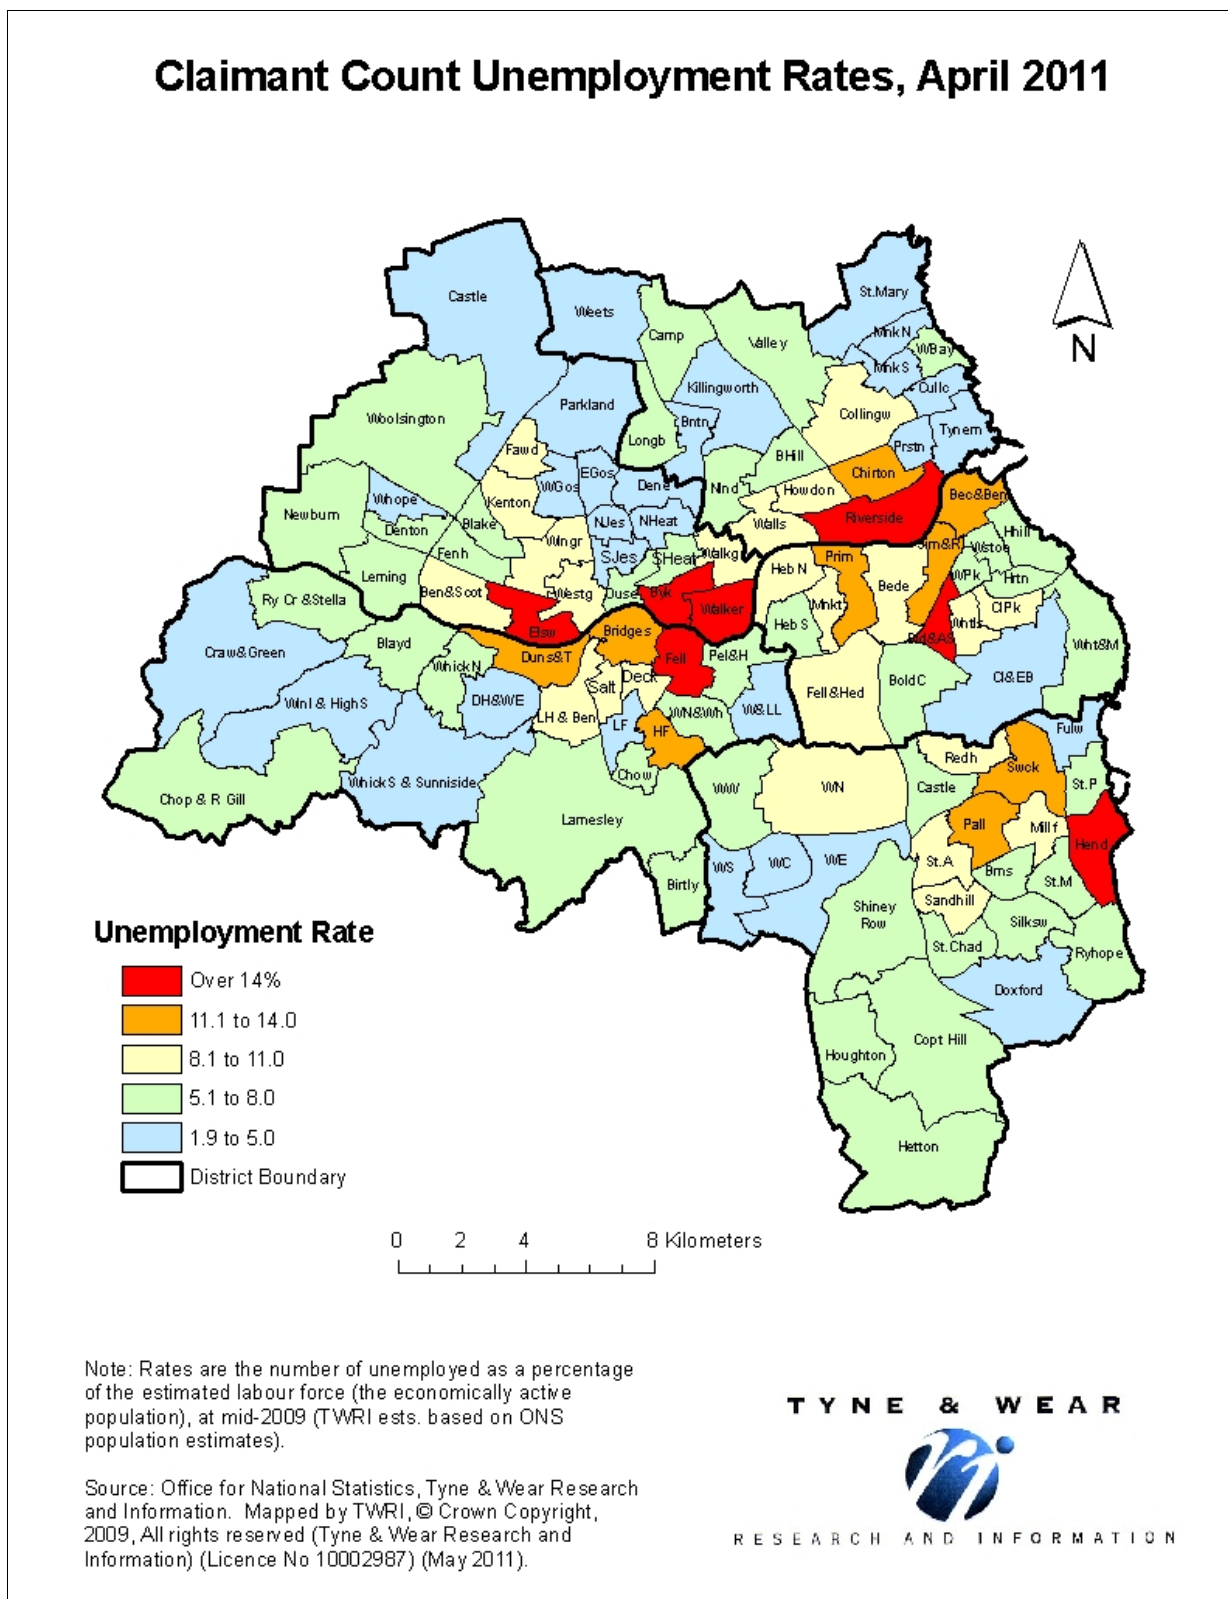 Claimant Count Unemployment Rates, April 2011
N
Castle
Weets
St.Mary
Camp
Valley
MnkN
WBay
MnkS
Killingworth
Cullc
Parkland
Collingw
Tynem
Woolsington
Bntn
Longb
Prstn
Fawd
BHill
EGos
Chirton
WGos
Dene
Nlnd
Howdon
Bec&Ben
Whope
Kenton
Newburn
Blake
NJes
NHeat
Walls
Riverside
Denton
Wingr
Hhill
Fenh
SJes
SHeat
Walkg
Prim
Wstoe
Heb N
Leming
WPk
Hrtn
Bede
Ben&Scot
Westg
Ouse
Byk
Walker
Mnkt
ClPk
Ry Cr &Stella
Whtls
Heb S
Elsw
Bridges
Craw&Green
Blayd
Duns&T
Fell
Pel&H
Wht&M
WhickN
Deck
Salt
Fell&Hed
BoldC
Cl&EB
Winl & HighS
DH&WE
LH & Ben
LF
HF
WN&Wh
W&LL
Fulw
Redh
Swck
Chow
WhickS & Sunniside
St.P
Chop & R Gill
WW
WN
Castle
Lamesley
Pall
Millf
Hend
WS
WC
WE
St.A
Brns
St.M
Birtly
Sandhill
Shiney
Row
Silksw
St.Chad
Ryhope
Doxford
Copt Hill
Houghton
Hetton
Unemployment Rate
Over 14%
11.1 to 14.0
8.1 to 11.0
5.1 to 8.0
1.9 to 5.0
District Boundary
0 2 4 8 Kilometers
Note: Rates are the number of unemployed as a percentage
of the estimated labour force (the economically active
population), at mid-2009 (TWRI ests. based on ONS
population estimates).
Source: Office for National Statistics, Tyne & Wear Research
and Information. Mapped by TWRI, © Crown Copyright,
2009, All rights reserved (Tyne & Wear Research and
Information) (Licence No 10002987) (May 2011).
TYNE & WEAR
ri
RESEARCH AND INFORMATION